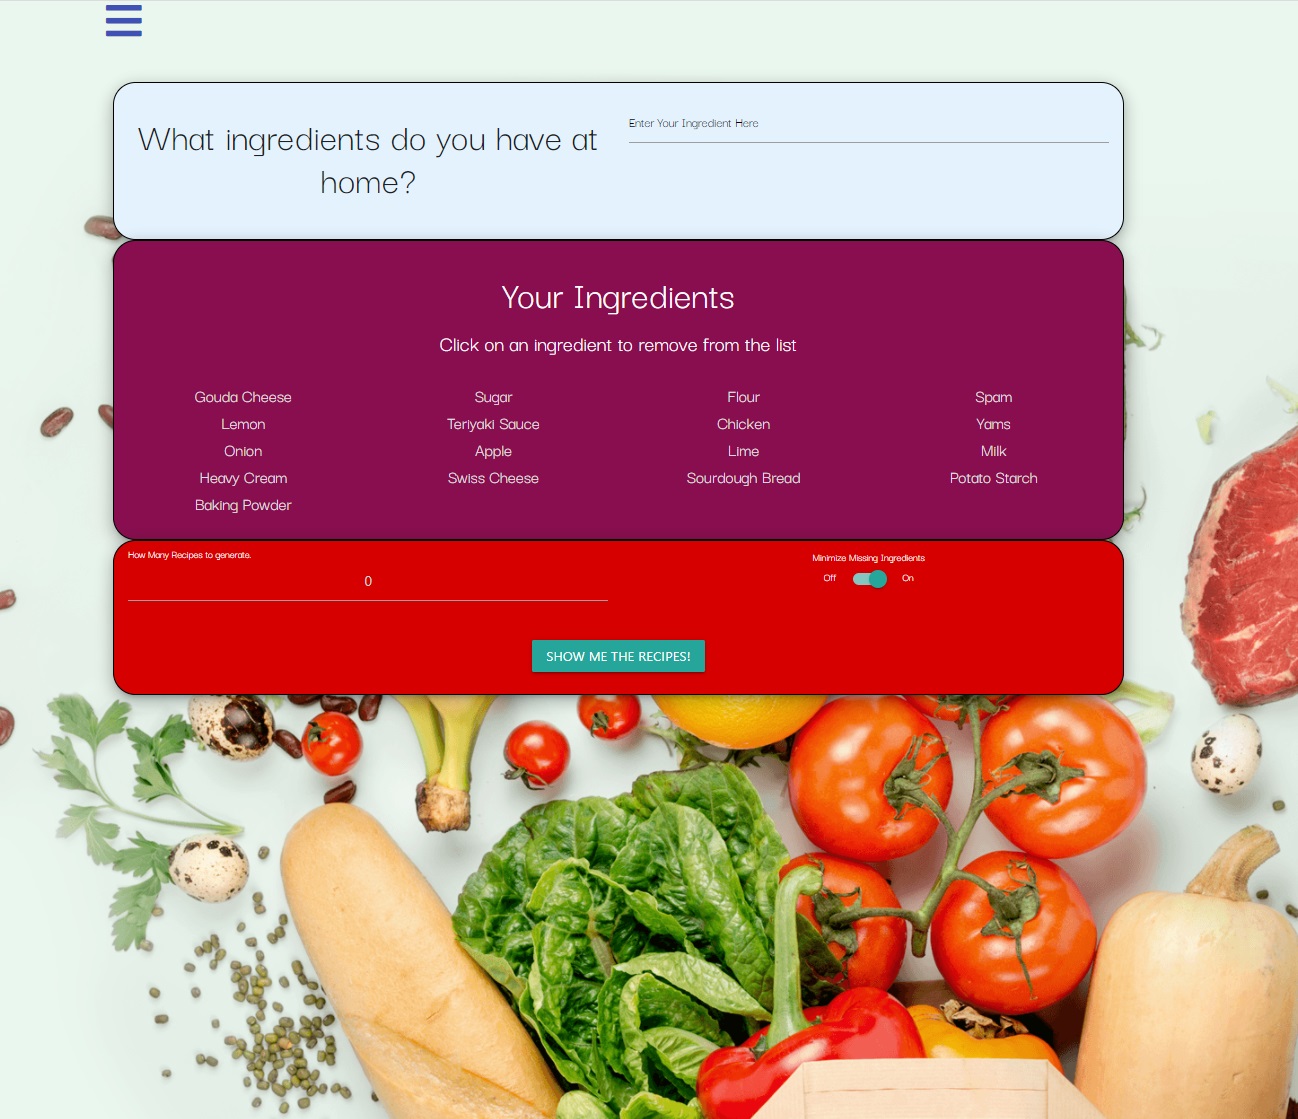 What ingredients do you have at
home?
Enter Your Ingredient Here
Your Ingredients
Click on an ingredient to remove from the list
Gouda Cheese Sugar Flour Spam
Lemon Teriyaki Sauce Chicken Yams
Onion Apple Lime Milk
Heavy Cream Swiss Cheese Sourdough Bread Potato Starch
Baking Powder
How Many Recipes to generate.
0
Minimize Missing Ingredients
Off On
SHOW ME THE RECIPES!